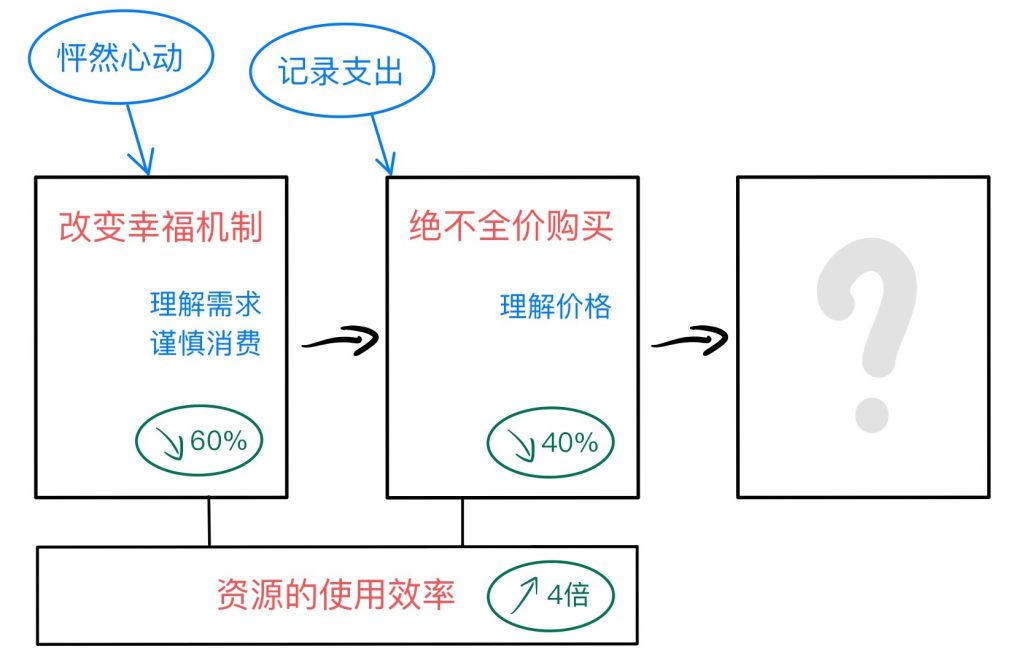 怦然心动
记录支出
改变幸福机制
理解需求
谨慎消费
60%
绝不全价购买
理解价格
40%
?
资源的使用效率
4倍